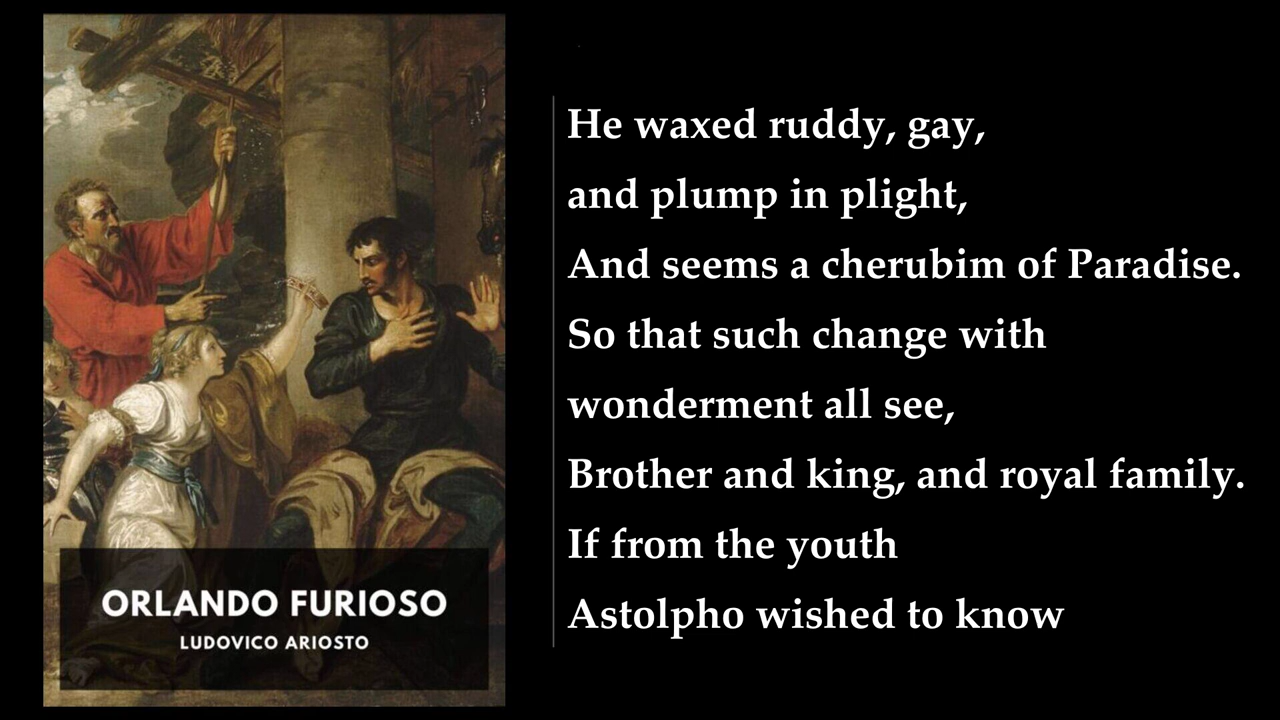 ORLANDO FURIOSO
LUDOVICO ARIOSTO
He waxed ruddy, gay,
and plump in plight,
And seems a cherubim of Paradise.
So that such change with
wonderment all see,
Brother and king, and royal family.
If from the youth
Astolpho wished to know